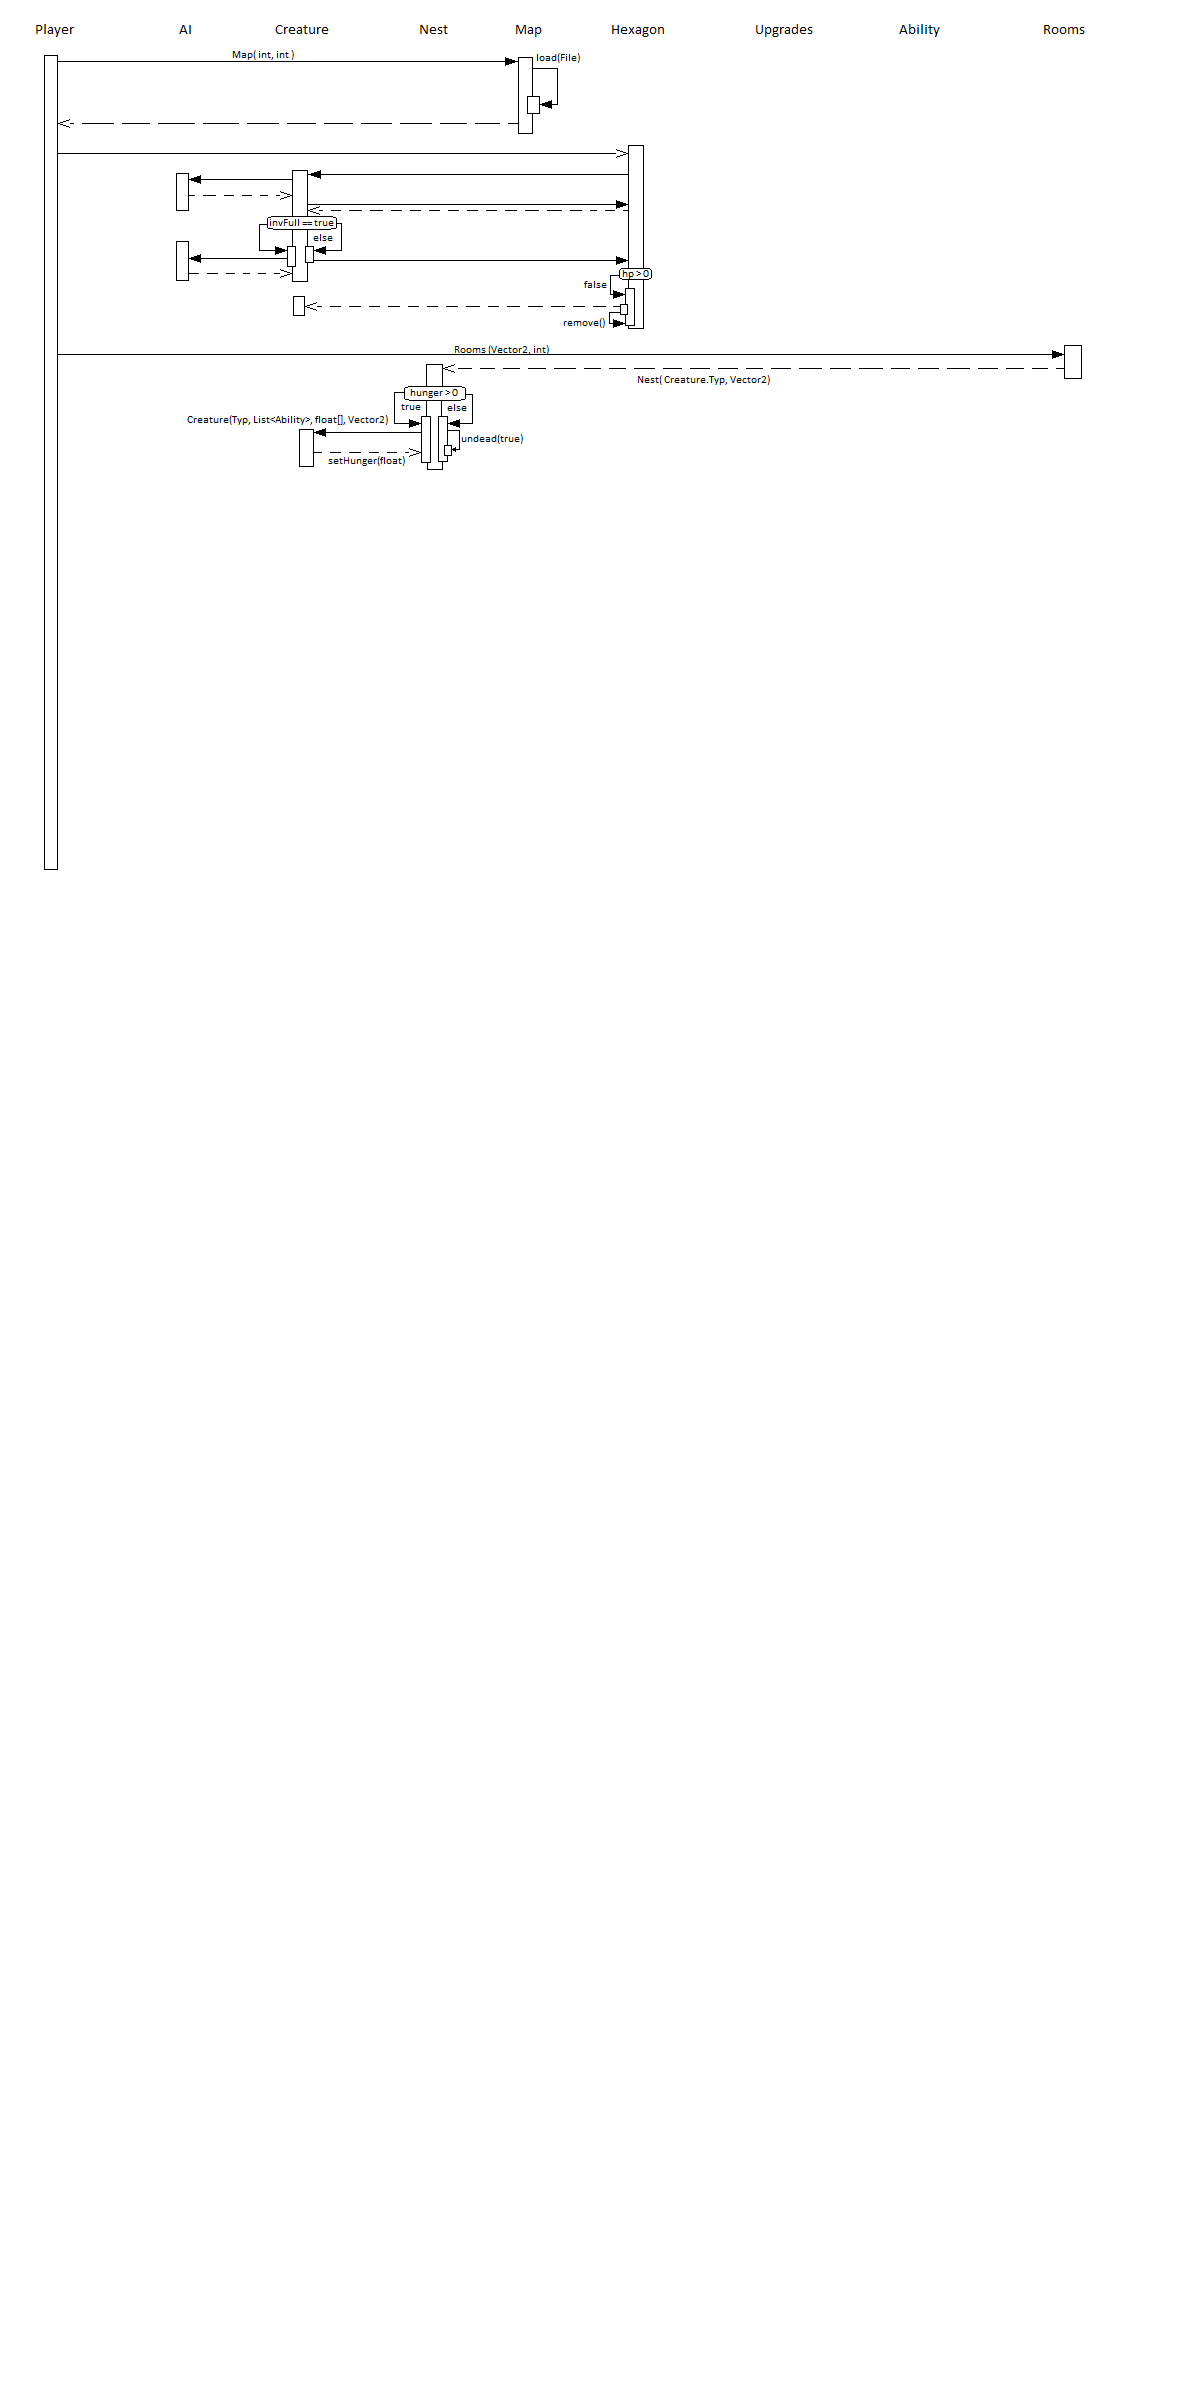 Player AI Creature Nest Map Hexagon Upgrades Ability Rooms
Map( int, int )
load(File)
invFull == true
else
hp > 0
false
remove()
Rooms (Vector2, int)
Nest( Creature.Typ, Vector2)
hunger > 0
true else
Creature(Typ, List<Ability>, float[], Vector2)
undead(true)
setHunger(float)